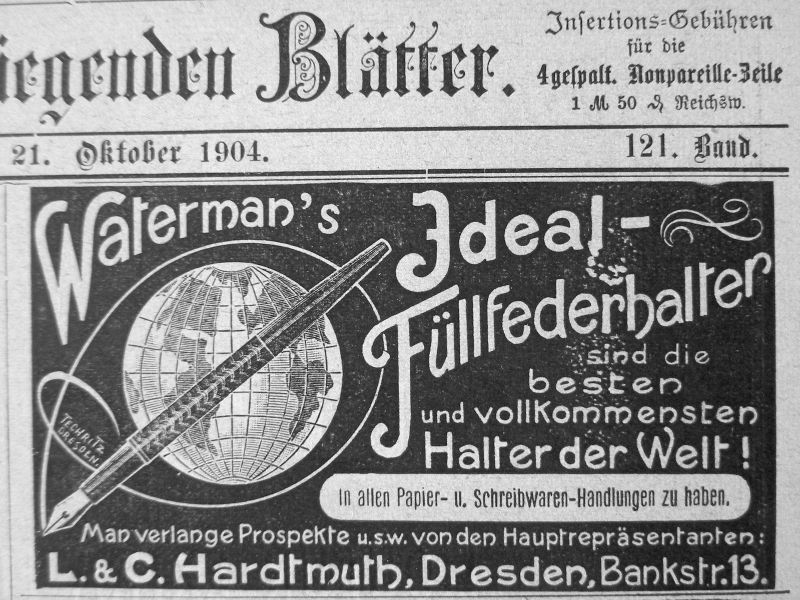 iegenden Blätter.
Insertions-Gebühren
für die
4gespalt. Nonpareille-Zeile
1 M 50 ₰ Reichsw.
21. Oktober 1904.
121. Band.
Waterman's
Ideal-
Füllfederhalter
sind die
besten
und vollkommensten
Halter der Welt!
TECHRITZ
DRESDEN.
In allen Papier- u. Schreibwaren-Handlungen zu haben.
Man verlange Prospekte u.s.w. von den Hauptrepräsentanten:
L. & C. Hardtmuth, Dresden, Bankstr. 13.